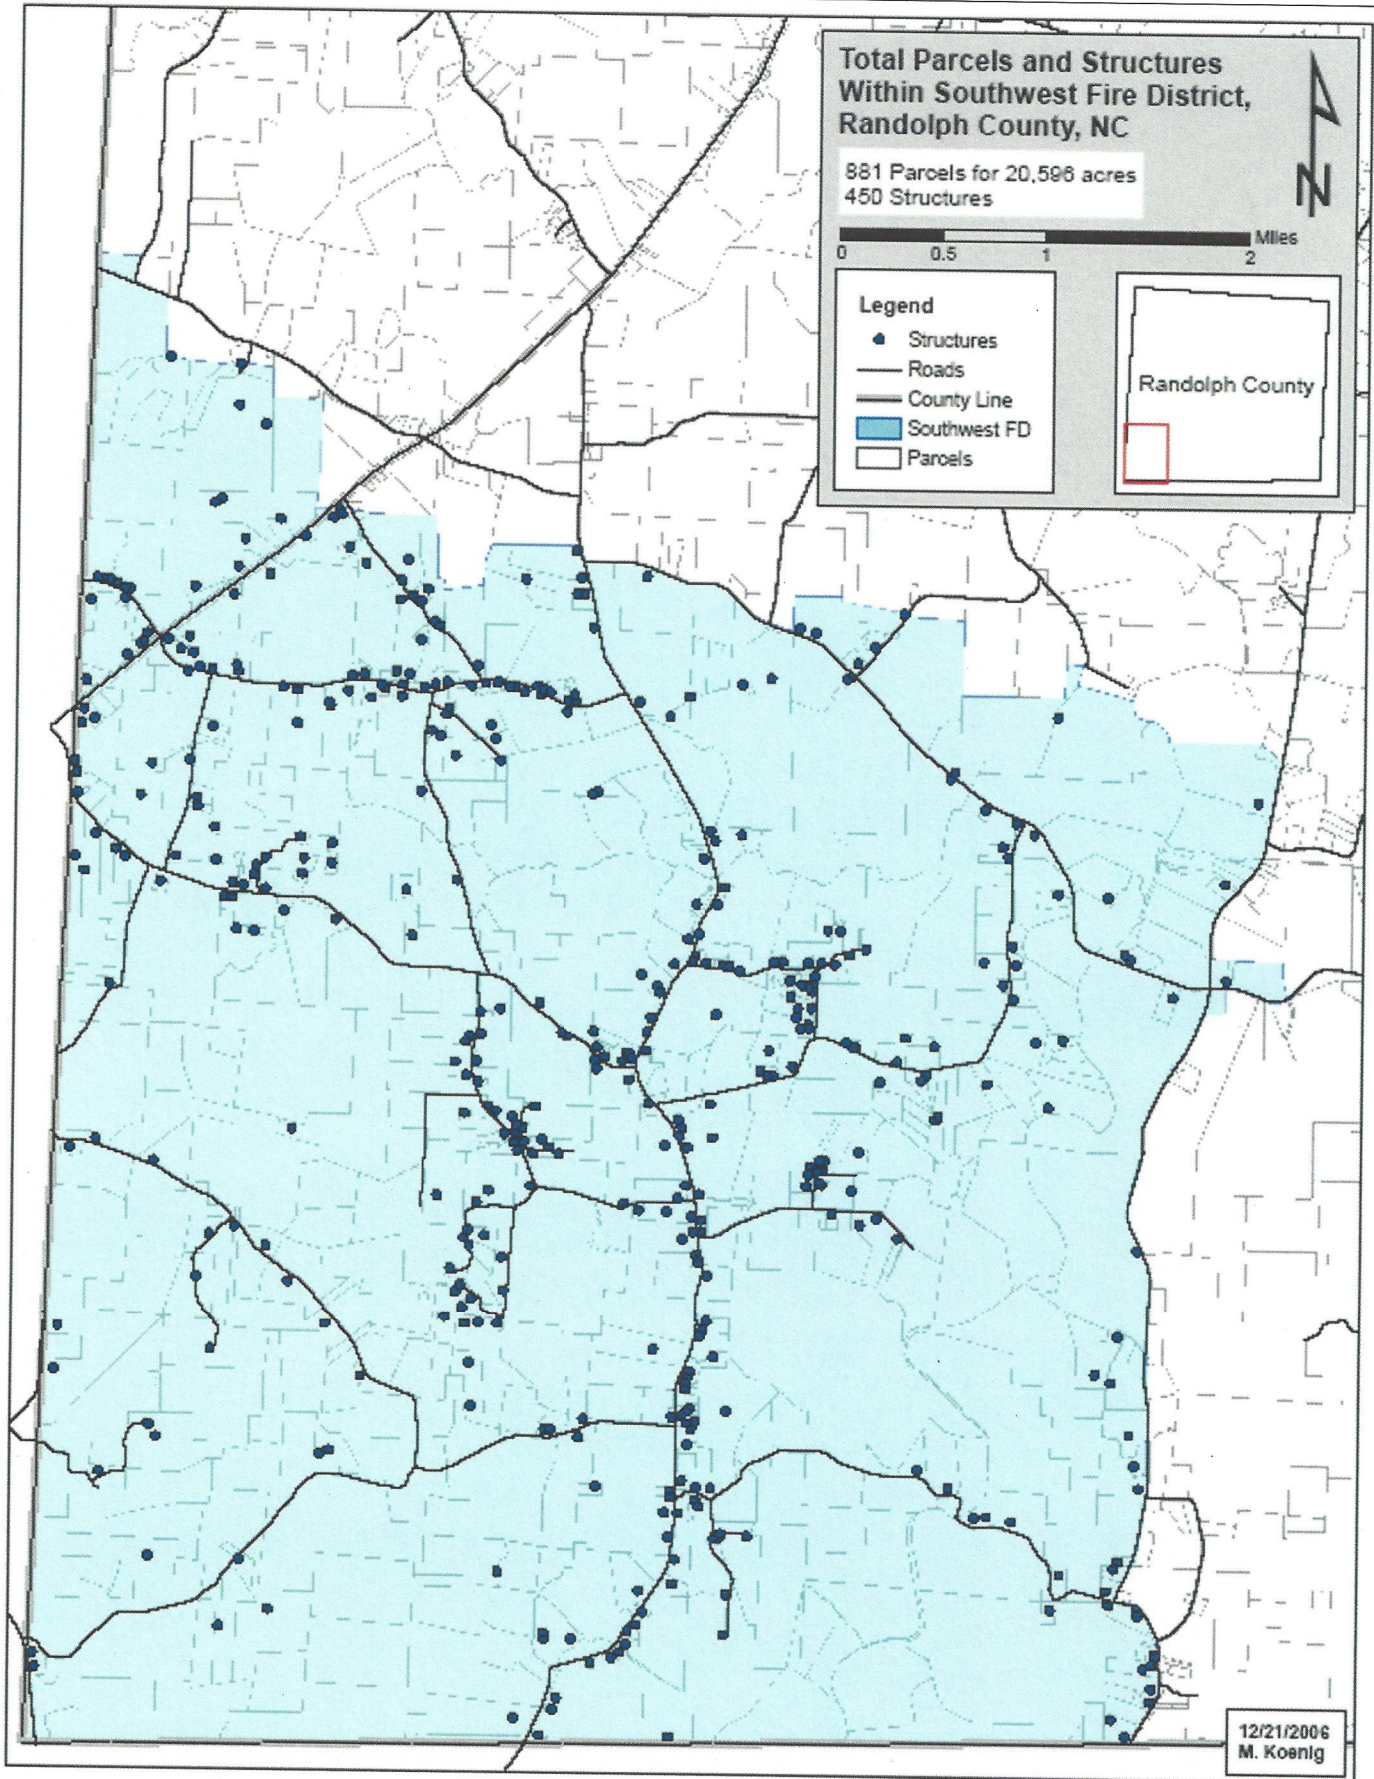 Total Parcels and Structures
Within Southwest Fire District,
Randolph County, NC
881 Parcels for 20,596 acres
450 Structures
N
Miles
0 0.5 1 2
Legend
Structures
Roads
County Line
Southwest FD
Parcels
Randolph County
12/21/2006
M. Koenig